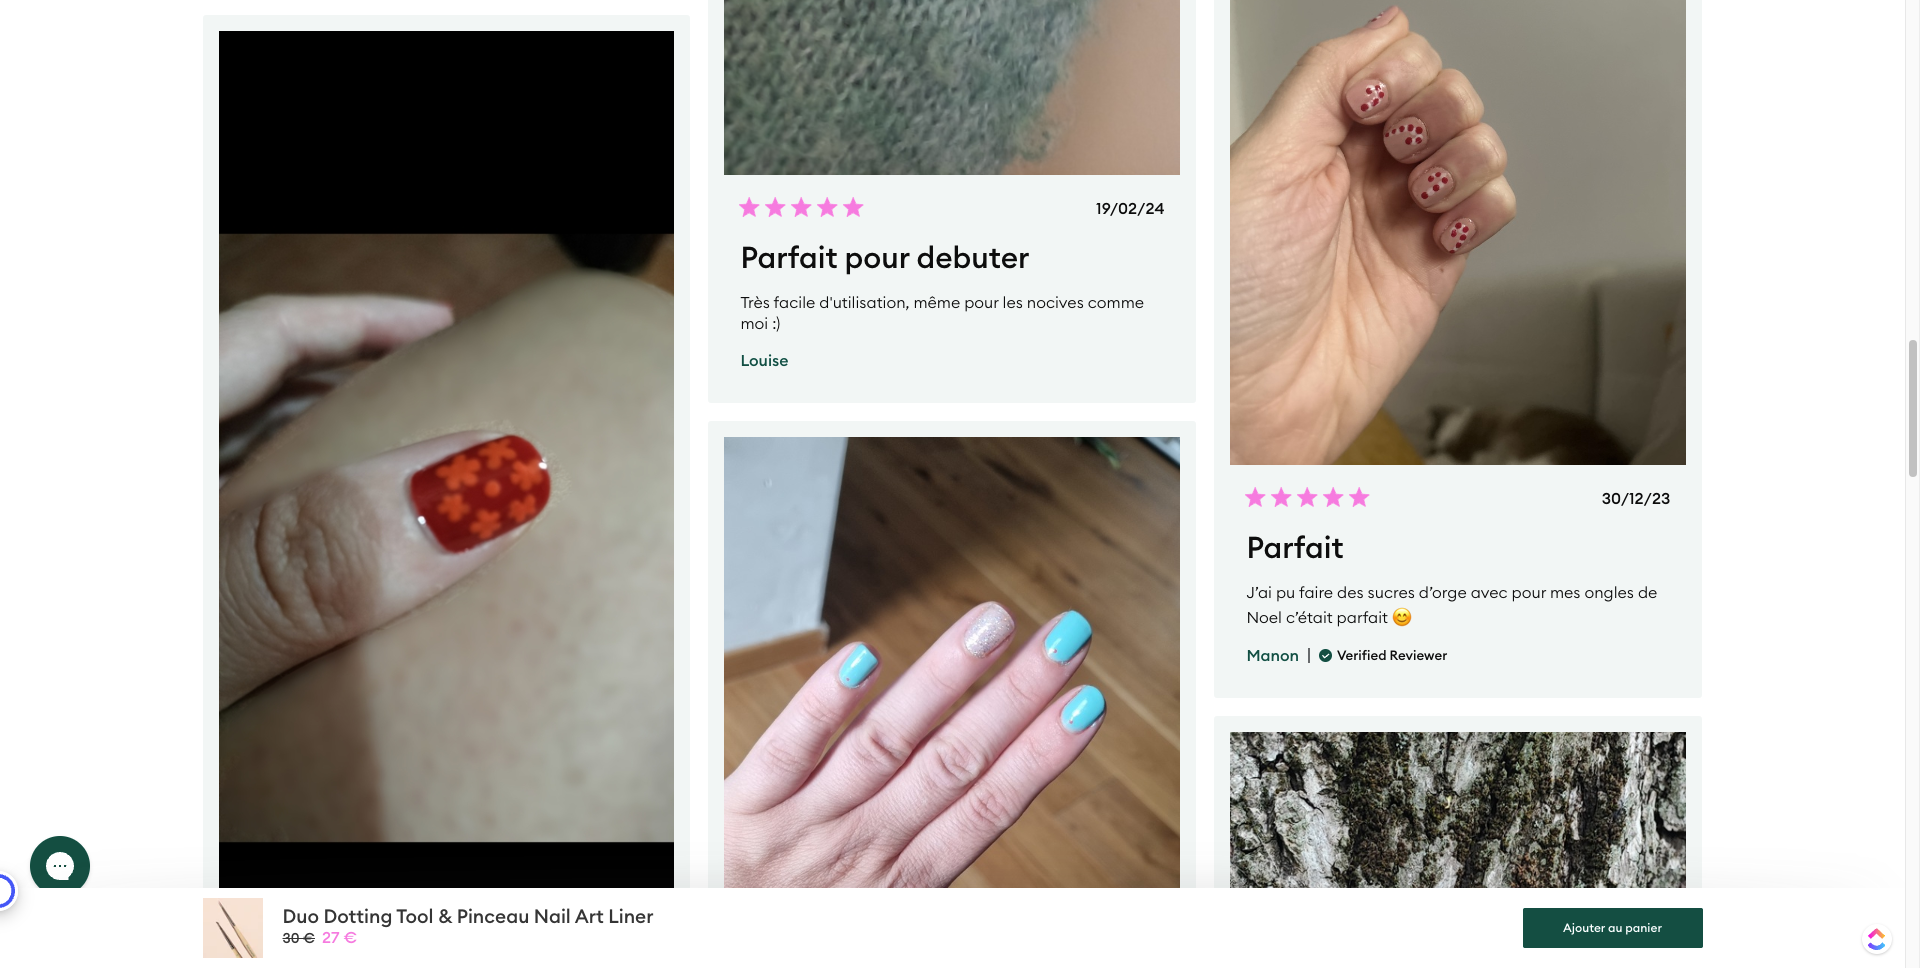 19/02/24
Parfait pour debuter
Très facile d'utilisation, même pour les nocives comme
moi :)
Louise
30/12/23
Parfait
J’ai pu faire des sucres d’orge avec pour mes ongles de
Noel c’était parfait 😊
Manon | Verified Reviewer
Duo Dotting Tool & Pinceau Nail Art Liner
30 € 27 €
Ajouter au panier